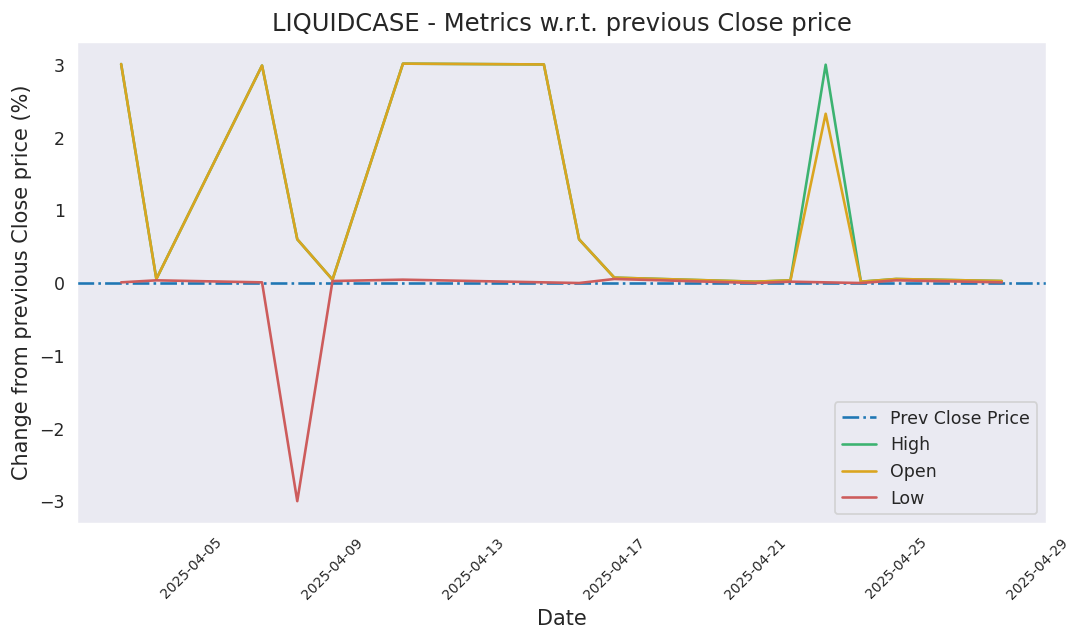 LIQUIDCASE - Metrics w.r.t. previous Close price
Change from previous Close price (%)
3
2
1
0
−1
−2
−3
Prev Close Price
High
Open
Low
2025-04-05
2025-04-09
2025-04-13
2025-04-17
2025-04-21
2025-04-25
2025-04-29
Date